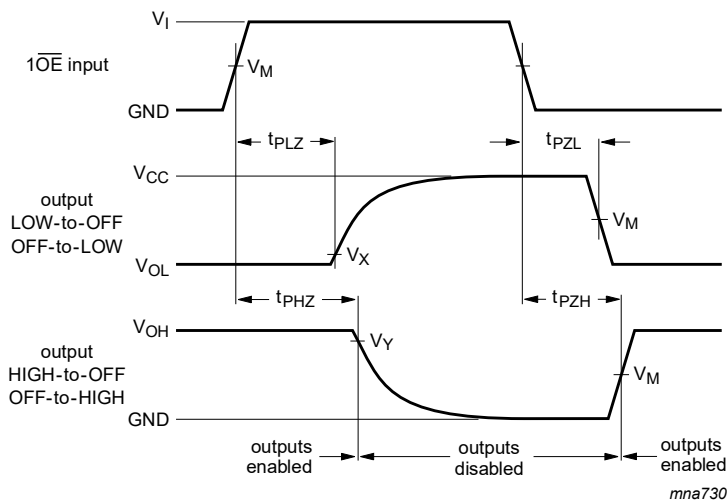 V_I
1O̅E̅ input
V_M
GND
t_PLZ
t_PZL
V_CC
output
LOW-to-OFF
OFF-to-LOW
V_M
V_X
V_OL
t_PHZ
t_PZH
V_OH
V_Y
output
HIGH-to-OFF
OFF-to-HIGH
V_M
GND
outputs
enabled
outputs
disabled
outputs
enabled
mna730